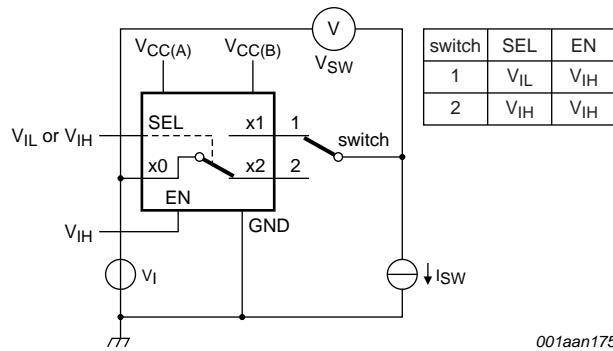 V
VSW
VCC(A) VCC(B)
switch SEL EN
1 VIL VIH
2 VIH VIH
VIL or VIH
SEL x1 1
switch
x0 x2 2
EN
VIH
GND
VI
ISW
001aan175